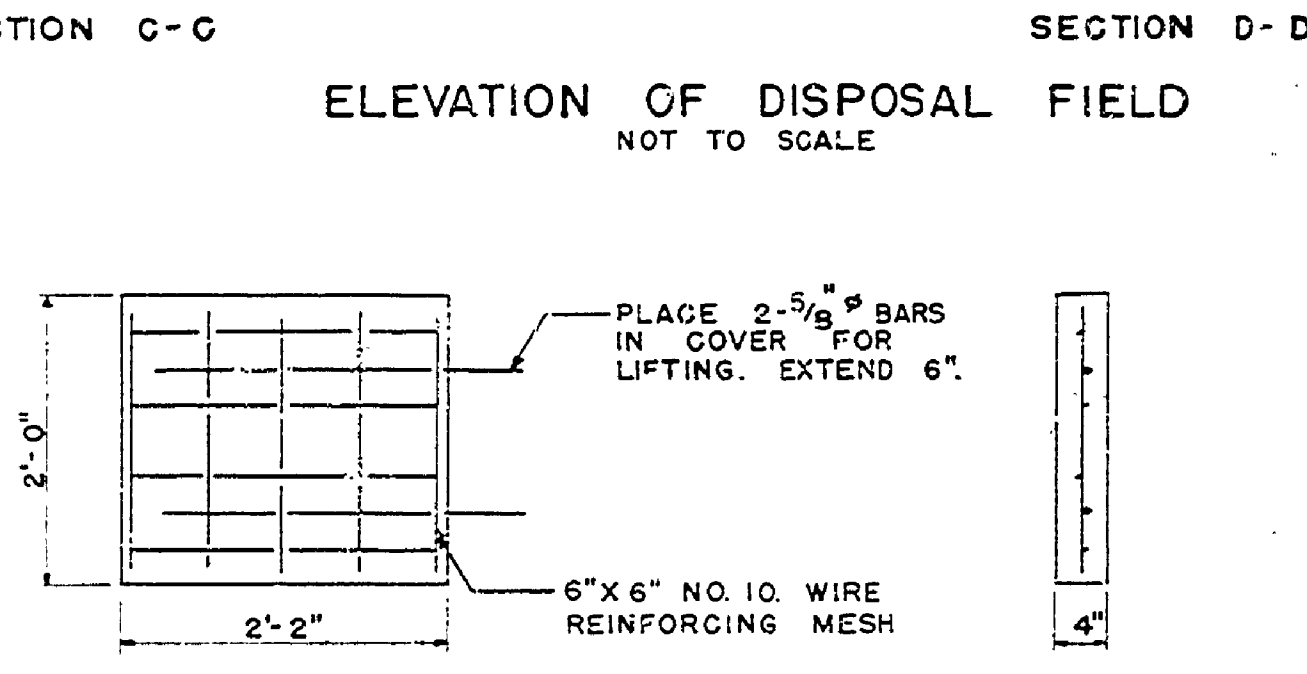 CTION C-C
SECTION D-D
ELEVATION OF DISPOSAL FIELD
NOT TO SCALE
PLACE 2-5/8" ø BARS
IN COVER FOR
LIFTING. EXTEND 6".
2'-0"
6" X 6" NO. 10. WIRE
REINFORCING MESH
2'-2"
4"